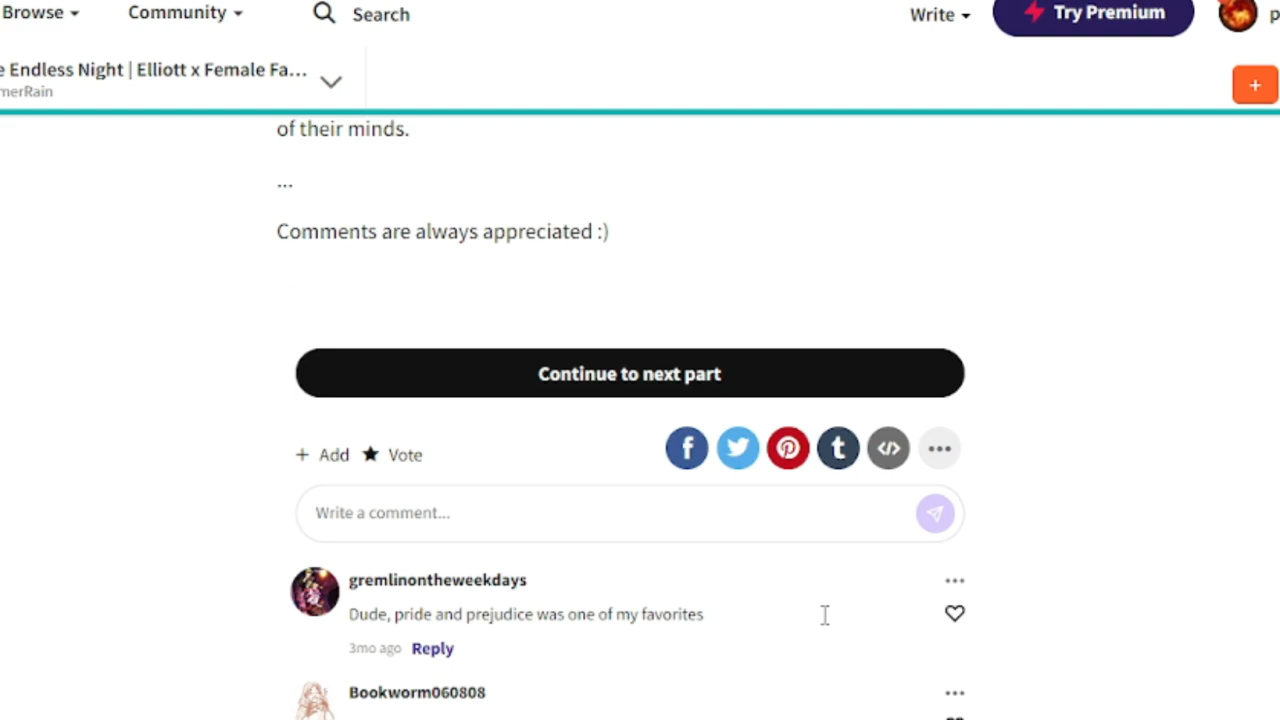 Browse Community Search Write Try Premium p
e Endless Night | Elliott x Female Fa...
merRain
+
of their minds.
...
Comments are always appreciated :)
Continue to next part
+ Add Vote
Write a comment...
gremlinontheweekdays
Dude, pride and prejudice was one of my favorites
3mo ago Reply
Bookworm060808